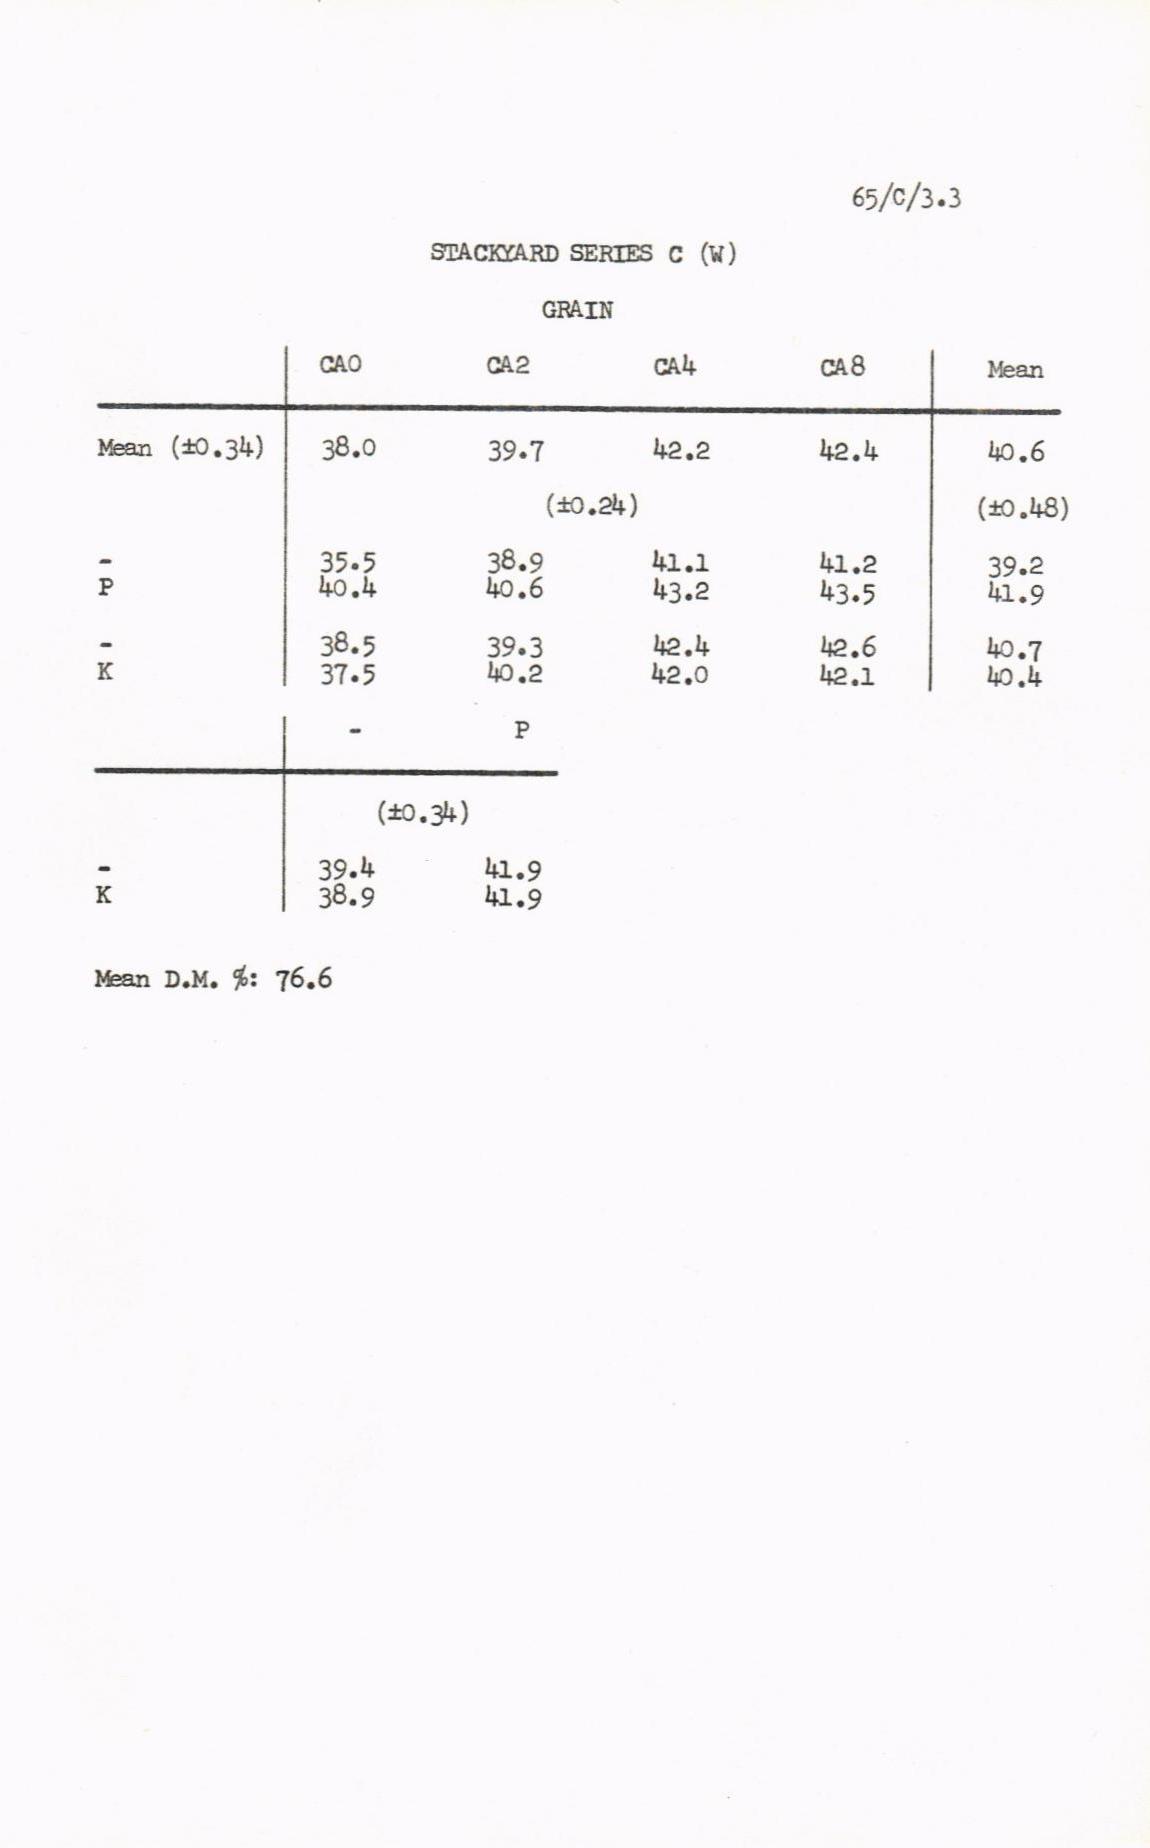 65/C/3.3
STACKYARD SERIES C (W)
GRAIN
CA0 CA2 CA4 CA8 Mean
Mean (±0.34) 38.0 39.7 42.2 42.4 40.6
(±0.24) (±0.48)
- 35.5 38.9 41.1 41.2 39.2
P 40.4 40.6 43.2 43.5 41.9
- 38.5 39.3 42.4 42.6 40.7
K 37.5 40.2 42.0 42.1 40.4
- P
(±0.34)
- 39.4 41.9
K 38.9 41.9
Mean D.M. %: 76.6